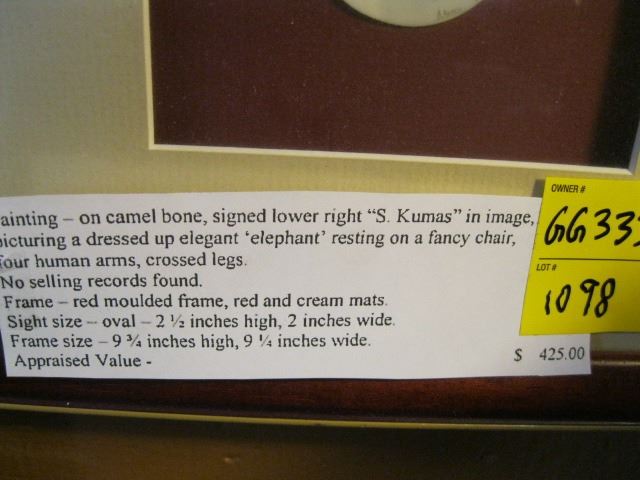 ainting – on camel bone, signed lower right “S. Kumas” in image,
picturing a dressed up elegant ‘elephant’ resting on a fancy chair,
four human arms, crossed legs.
No selling records found.
Frame – red moulded frame, red and cream mats.
Sight size – oval – 2 ½ inches high, 2 inches wide.
Frame size – 9 ¾ inches high, 9 ¼ inches wide.
Appraised Value -
$ 425.00
OWNER #
GG333
LOT #
1098